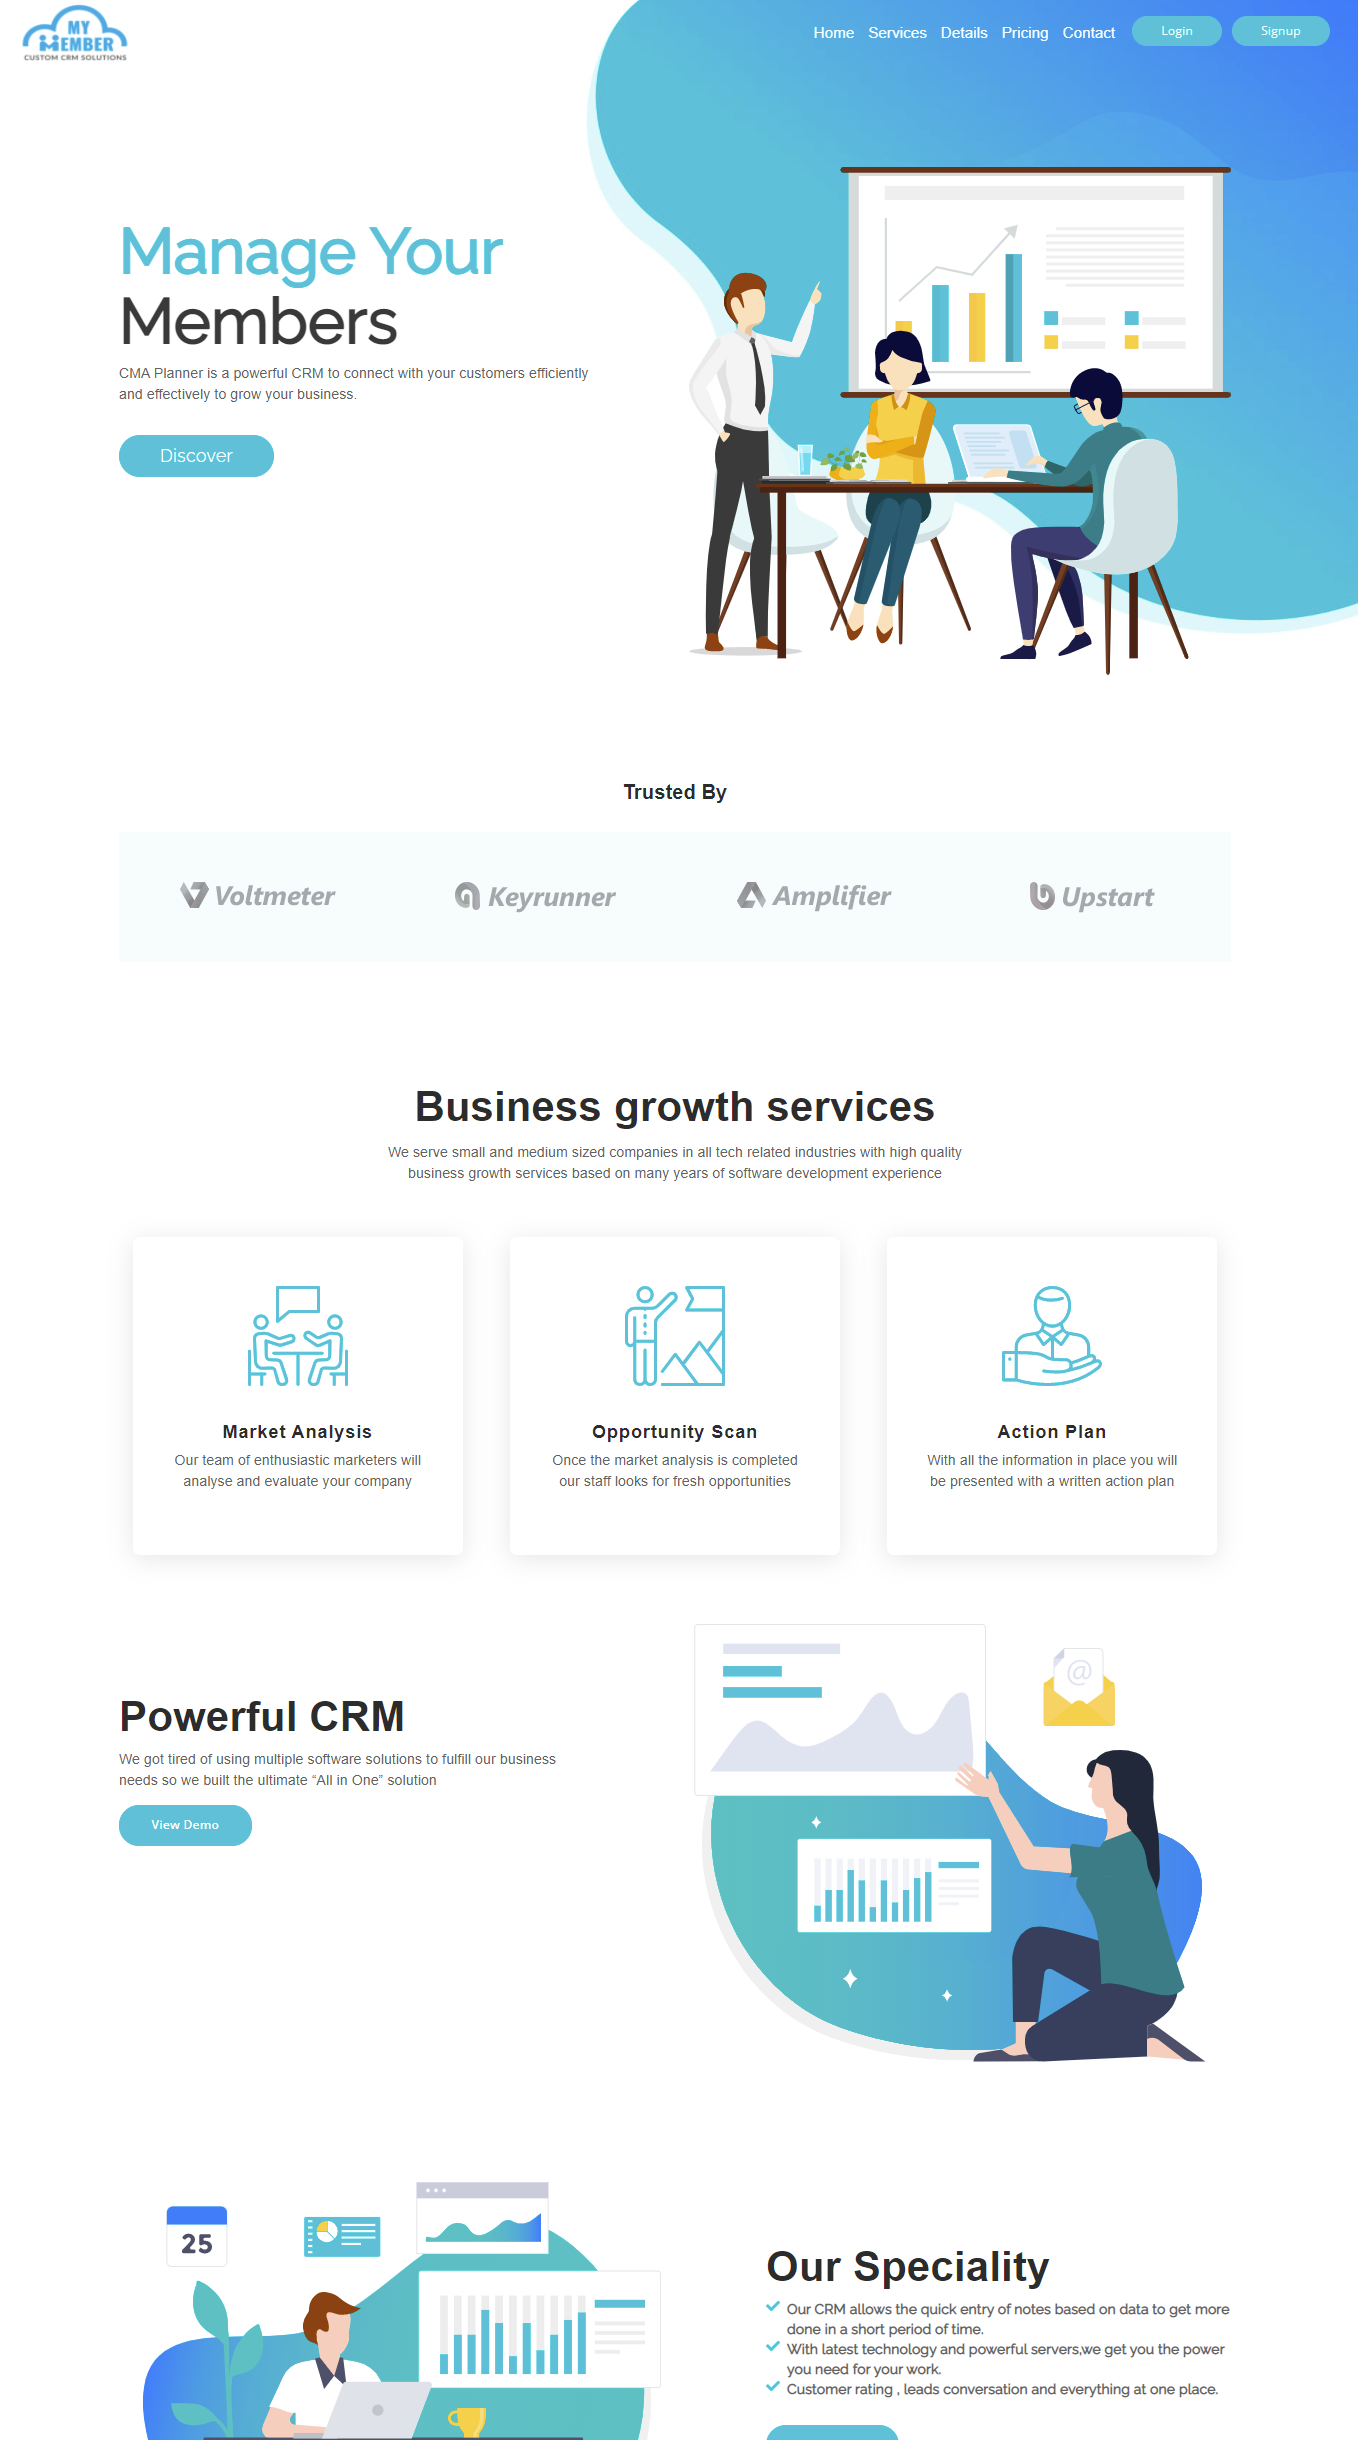 MY
MEMBER
CUSTOM CRM SOLUTIONS
Home Services Details Pricing Contact Login Signup
Manage Your
Members
CMA Planner is a powerful CRM to connect with your customers efficiently
and effectively to grow your business.
Discover
Trusted By
Voltmeter Keyrunner Amplifier Upstart
Business growth services
We serve small and medium sized companies in all tech related industries with high quality
business growth services based on many years of software development experience
Market Analysis
Our team of enthusiastic marketers will
analyse and evaluate your company
Opportunity Scan
Once the market analysis is completed
our staff looks for fresh opportunities
Action Plan
With all the information in place you will
be presented with a written action plan
@
Powerful CRM
We got tired of using multiple software solutions to fulfill our business
needs so we built the ultimate “All in One” solution
View Demo
25
Our Speciality
Our CRM allows the quick entry of notes based on data to get more
done in a short period of time.
With latest technology and powerful servers,we get you the power
you need for your work.
Customer rating , leads conversation and everything at one place.